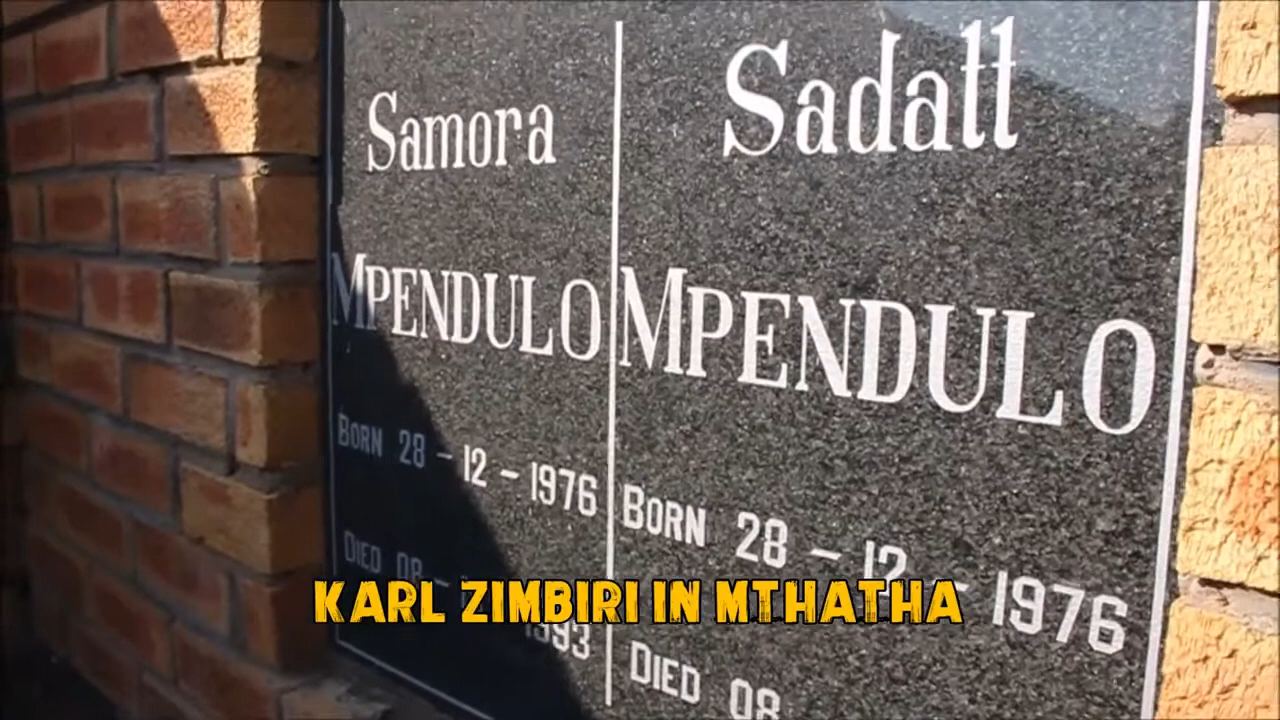 Samora
MPENDULO
BORN 28 - 12 - 1976
DIED 08 -
1993
Sadatt
MPENDULO
BORN 28 - 12 - 1976
DIED 08
KARL ZIMBIRI IN MTHATHA